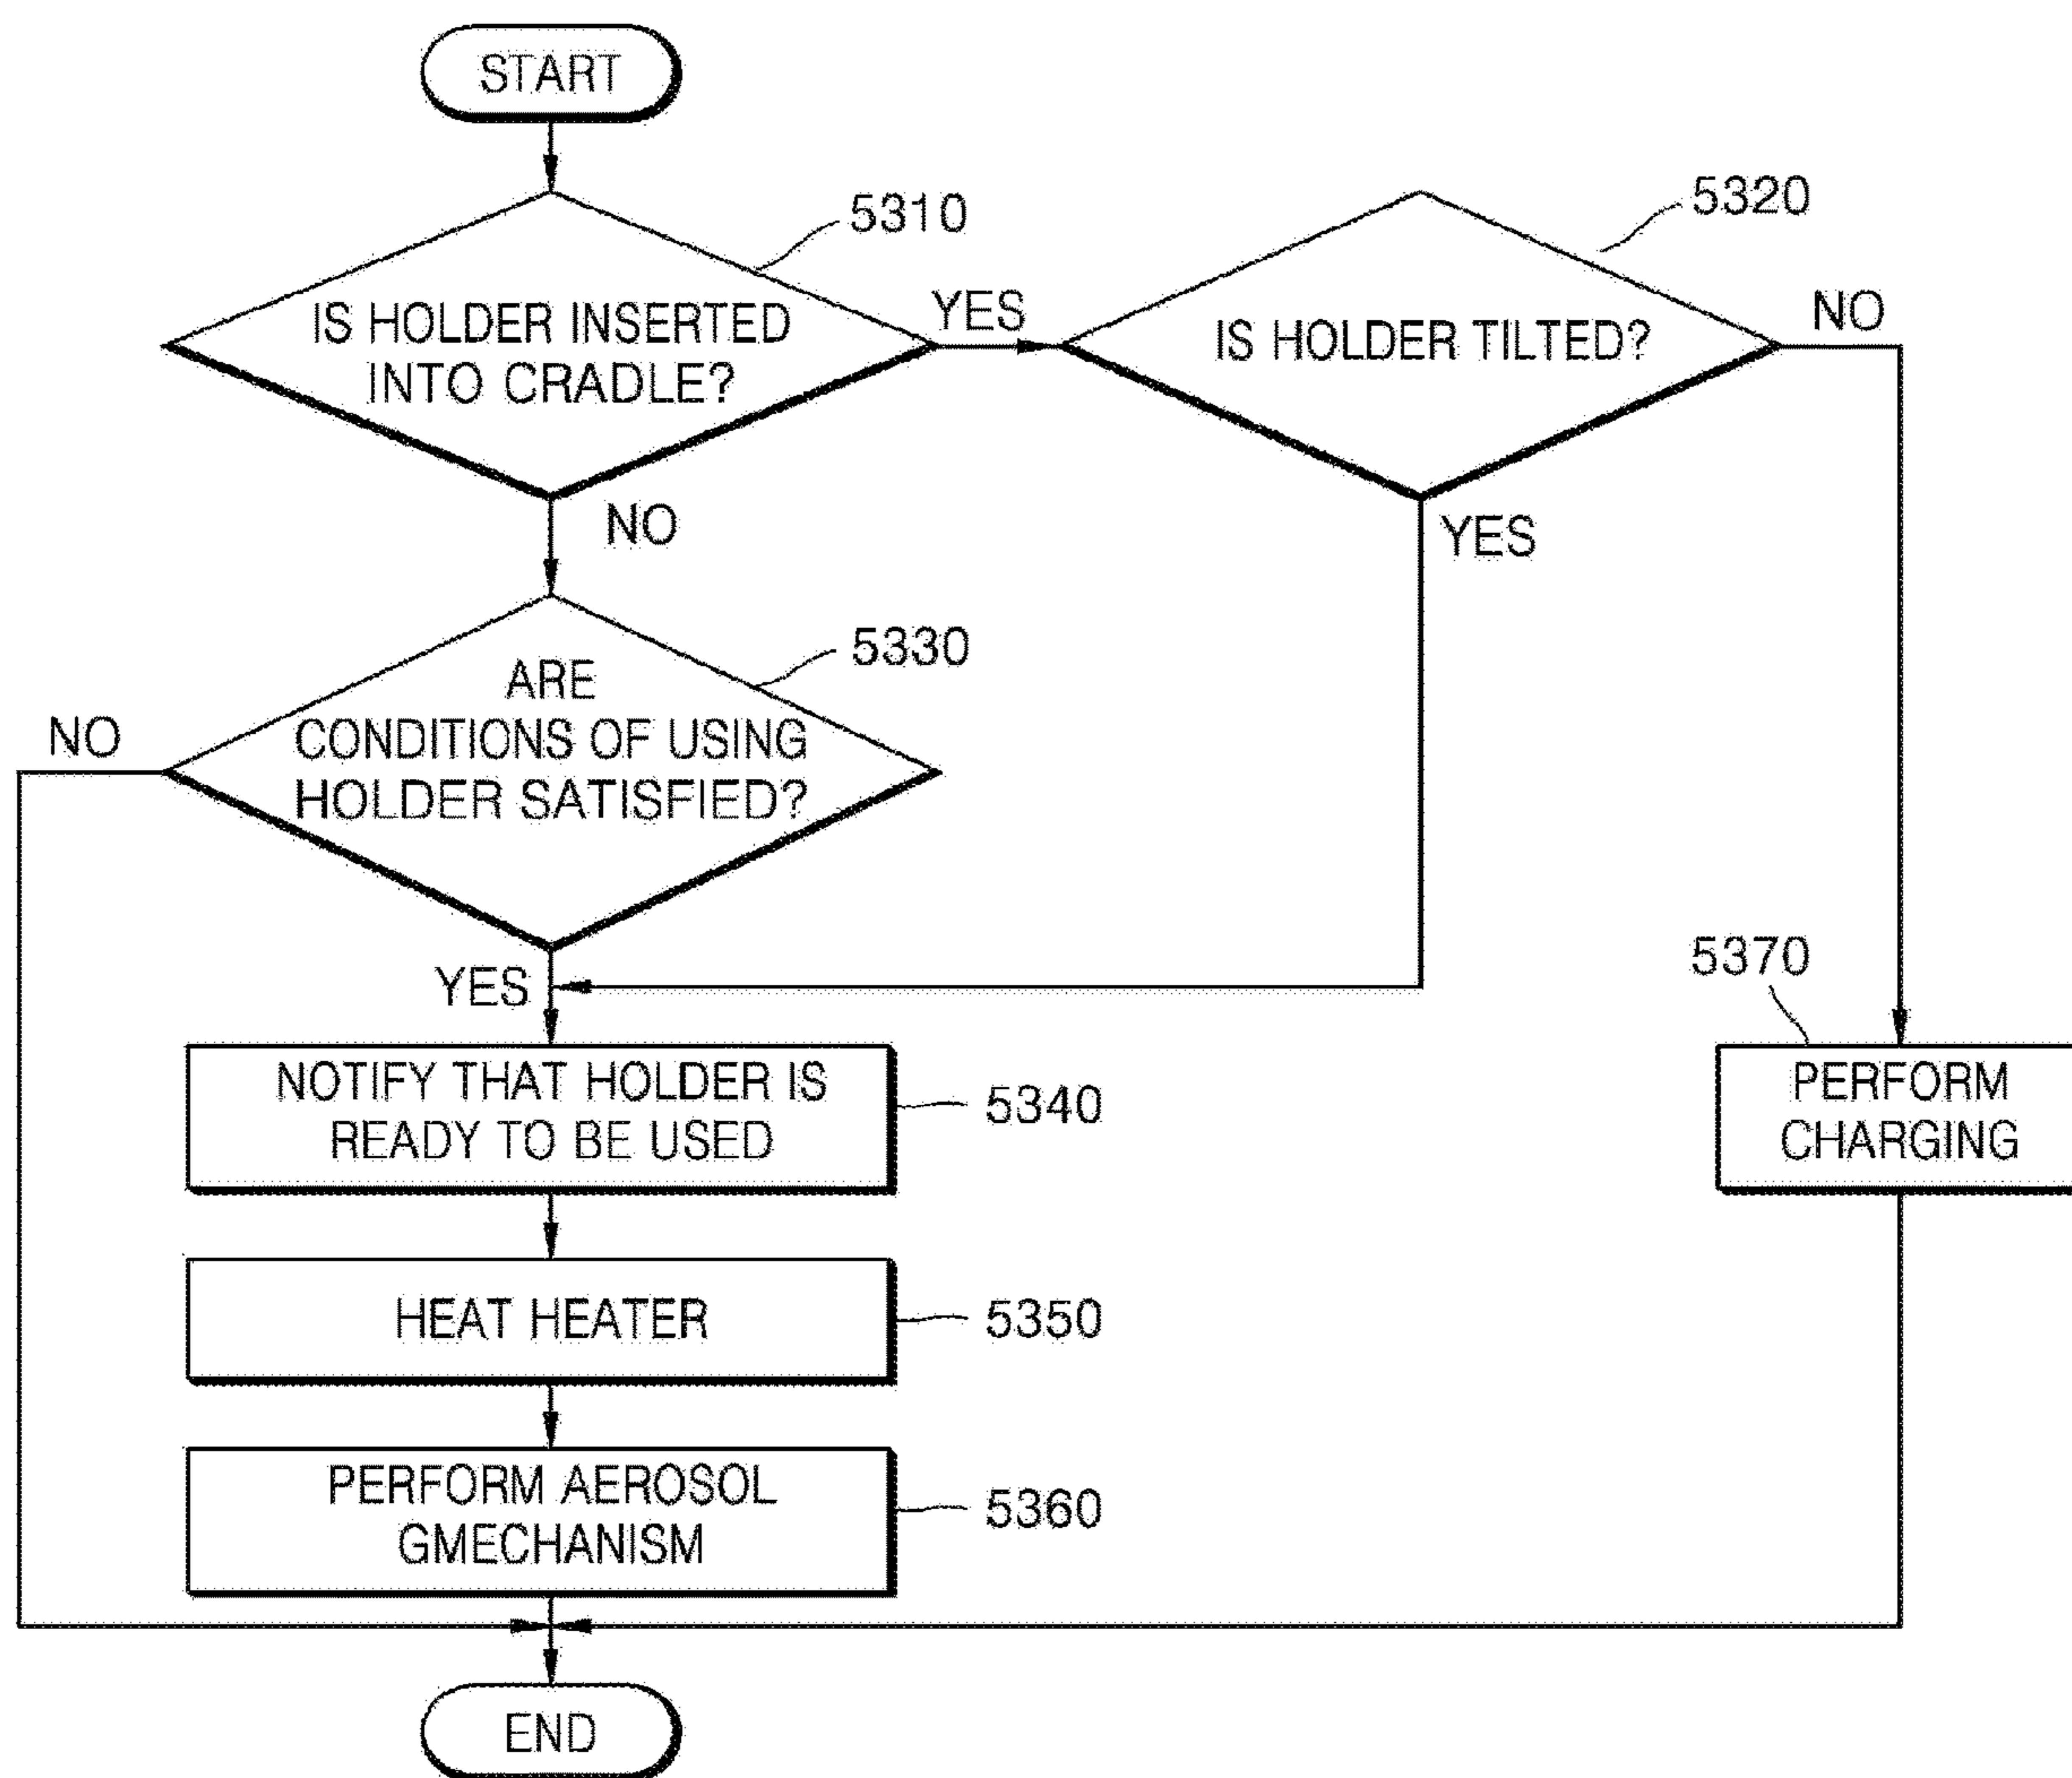 START
5310
IS HOLDER INSERTED
INTO CRADLE?
YES
NO
5320
IS HOLDER TILTED?
NO
YES
5330
ARE
CONDITIONS OF USING
HOLDER SATISFIED?
NO
YES
NOTIFY THAT HOLDER IS
READY TO BE USED
5340
5370
PERFORM
CHARGING
HEAT HEATER
5350
PERFORM AEROSOL
GMECHANISM
5360
END